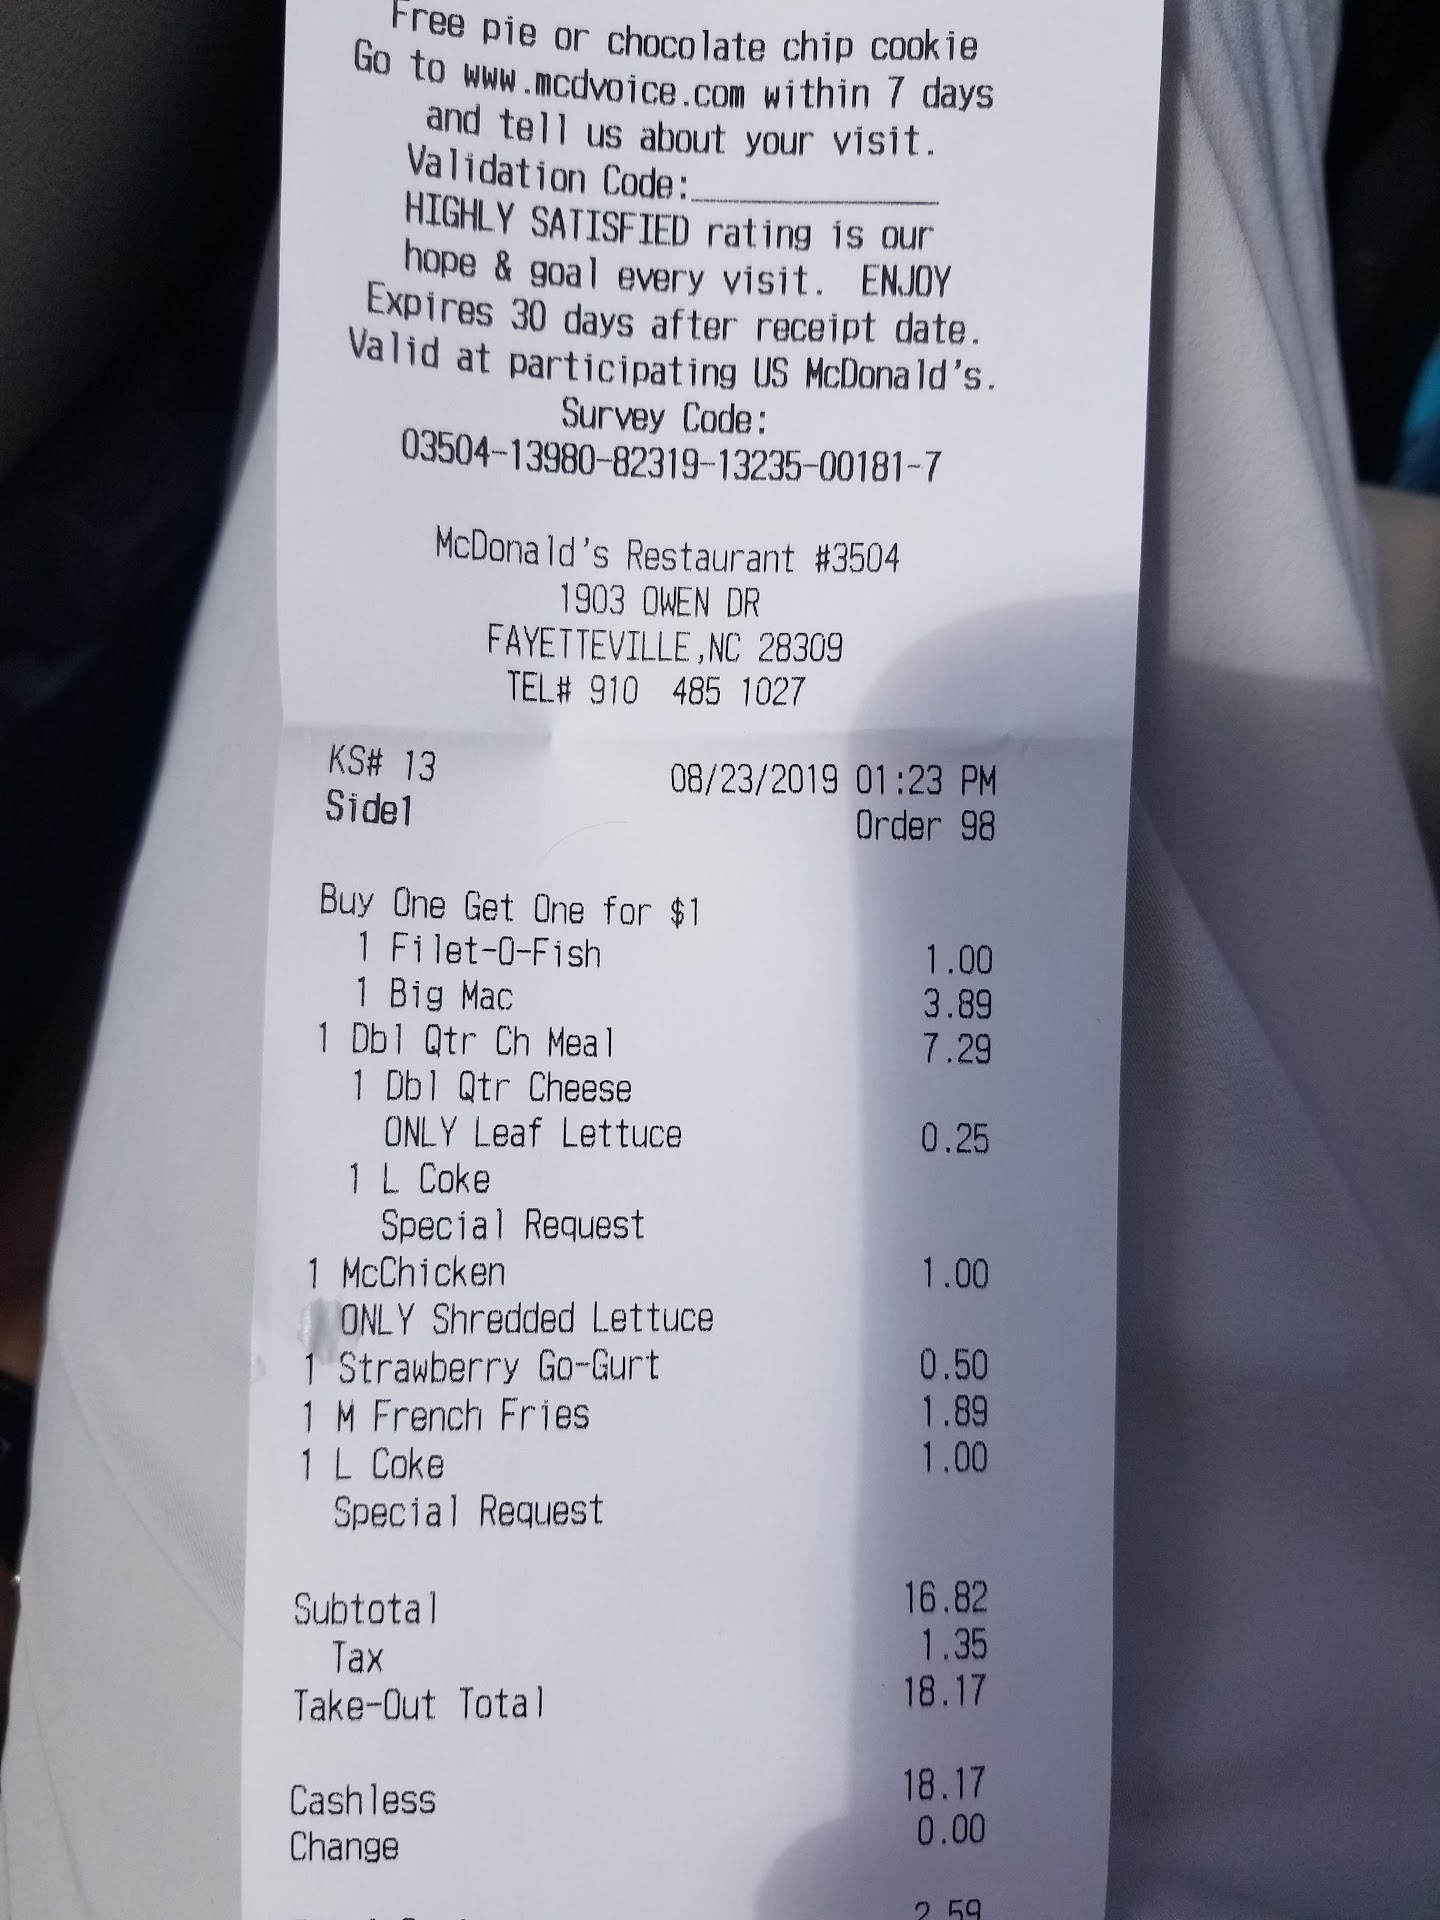 Free pie or chocolate chip cookie
Go to www.mcdvoice.com within 7 days
and tell us about your visit.
Validation Code:_______________
HIGHLY SATISFIED rating is our
hope & goal every visit. ENJOY
Expires 30 days after receipt date.
Valid at participating US McDonald's.
Survey Code:
03504-13980-82319-13235-00181-7
McDonald's Restaurant #3504
1903 OWEN DR
FAYETTEVILLE,NC 28309
TEL# 910 485 1027
KS# 13 08/23/2019 01:23 PM
Side1 Order 98
Buy One Get One for $1
1 Filet-O-Fish 1.00
1 Big Mac 3.89
1 Dbl Qtr Ch Meal 7.29
1 Dbl Qtr Cheese
ONLY Leaf Lettuce 0.25
1 L Coke
Special Request
1 McChicken 1.00
ONLY Shredded Lettuce
1 Strawberry Go-Gurt 0.50
1 M French Fries 1.89
1 L Coke 1.00
Special Request
Subtotal 16.82
Tax 1.35
Take-Out Total 18.17
Cashless 18.17
Change 0.00
2.59